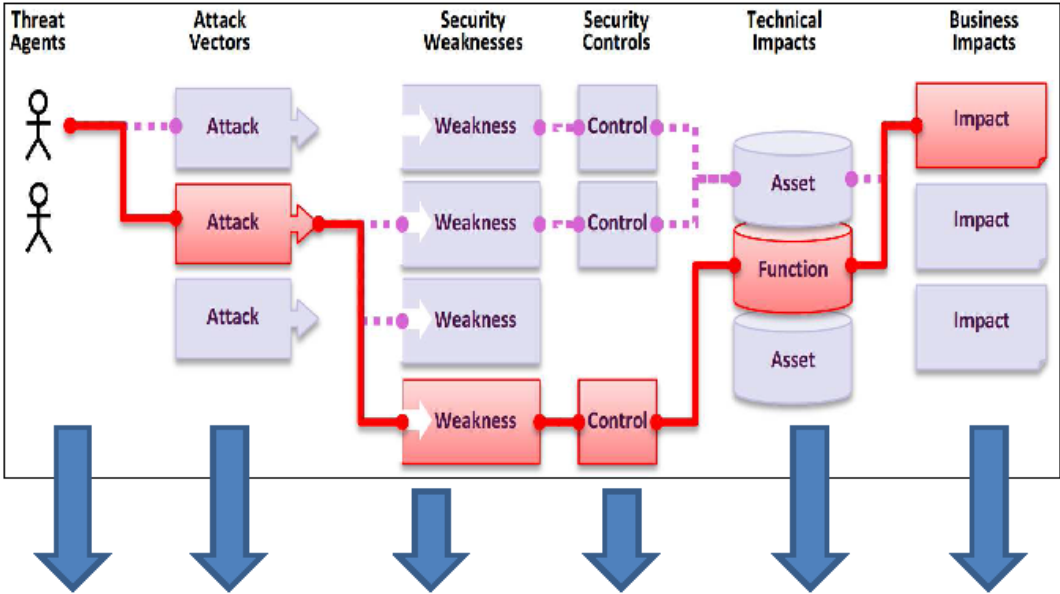 Threat Agents
Attack Vectors
Security Weaknesses
Security Controls
Technical Impacts
Business Impacts
Attack
Weakness
Control
Impact
Asset
Attack
Weakness
Control
Impact
Function
Attack
Weakness
Impact
Asset
Weakness
Control